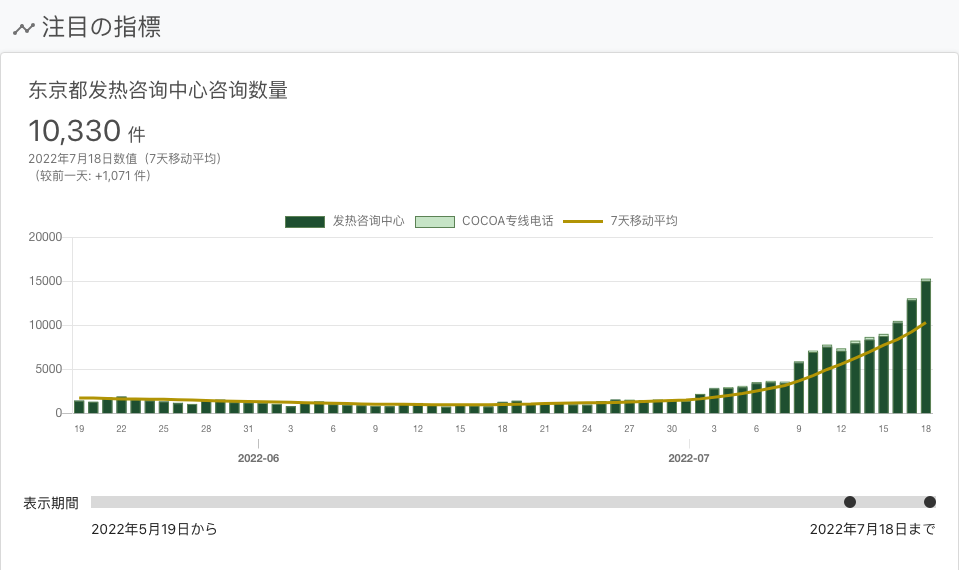 注目の指標
东京都发热咨询中心咨询数量
10,330 件
2022年7月18日数值（7天移动平均）
（较前一天: +1,071 件）
发热咨询中心 COCOA专线电话 7天移动平均
20000
15000
10000
5000
0
19 22 25 28 31 3 6 9 12 15 18 21 24 27 30 3 6 9 12 15 18
2022-06 2022-07
表示期間
2022年5月19日から 2022年7月18日まで